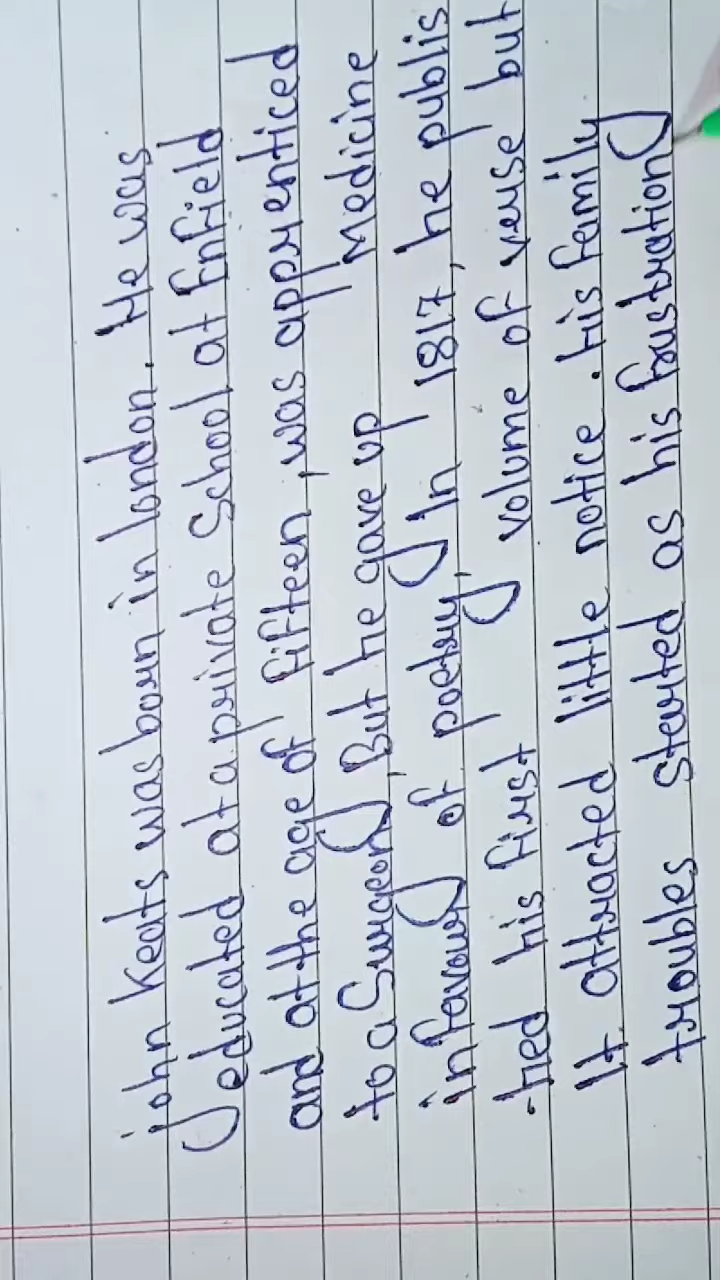 john Keats was born in london. He was
educated at a private School at Enfield
and at the age of fifteen, was apprenticed
to a Surgeon, But he gave up Medicine
in favour of poetry, In 1817, he publis
-hed his first volume of verse but
It attracted little notice. His family
troubles started as his frustration